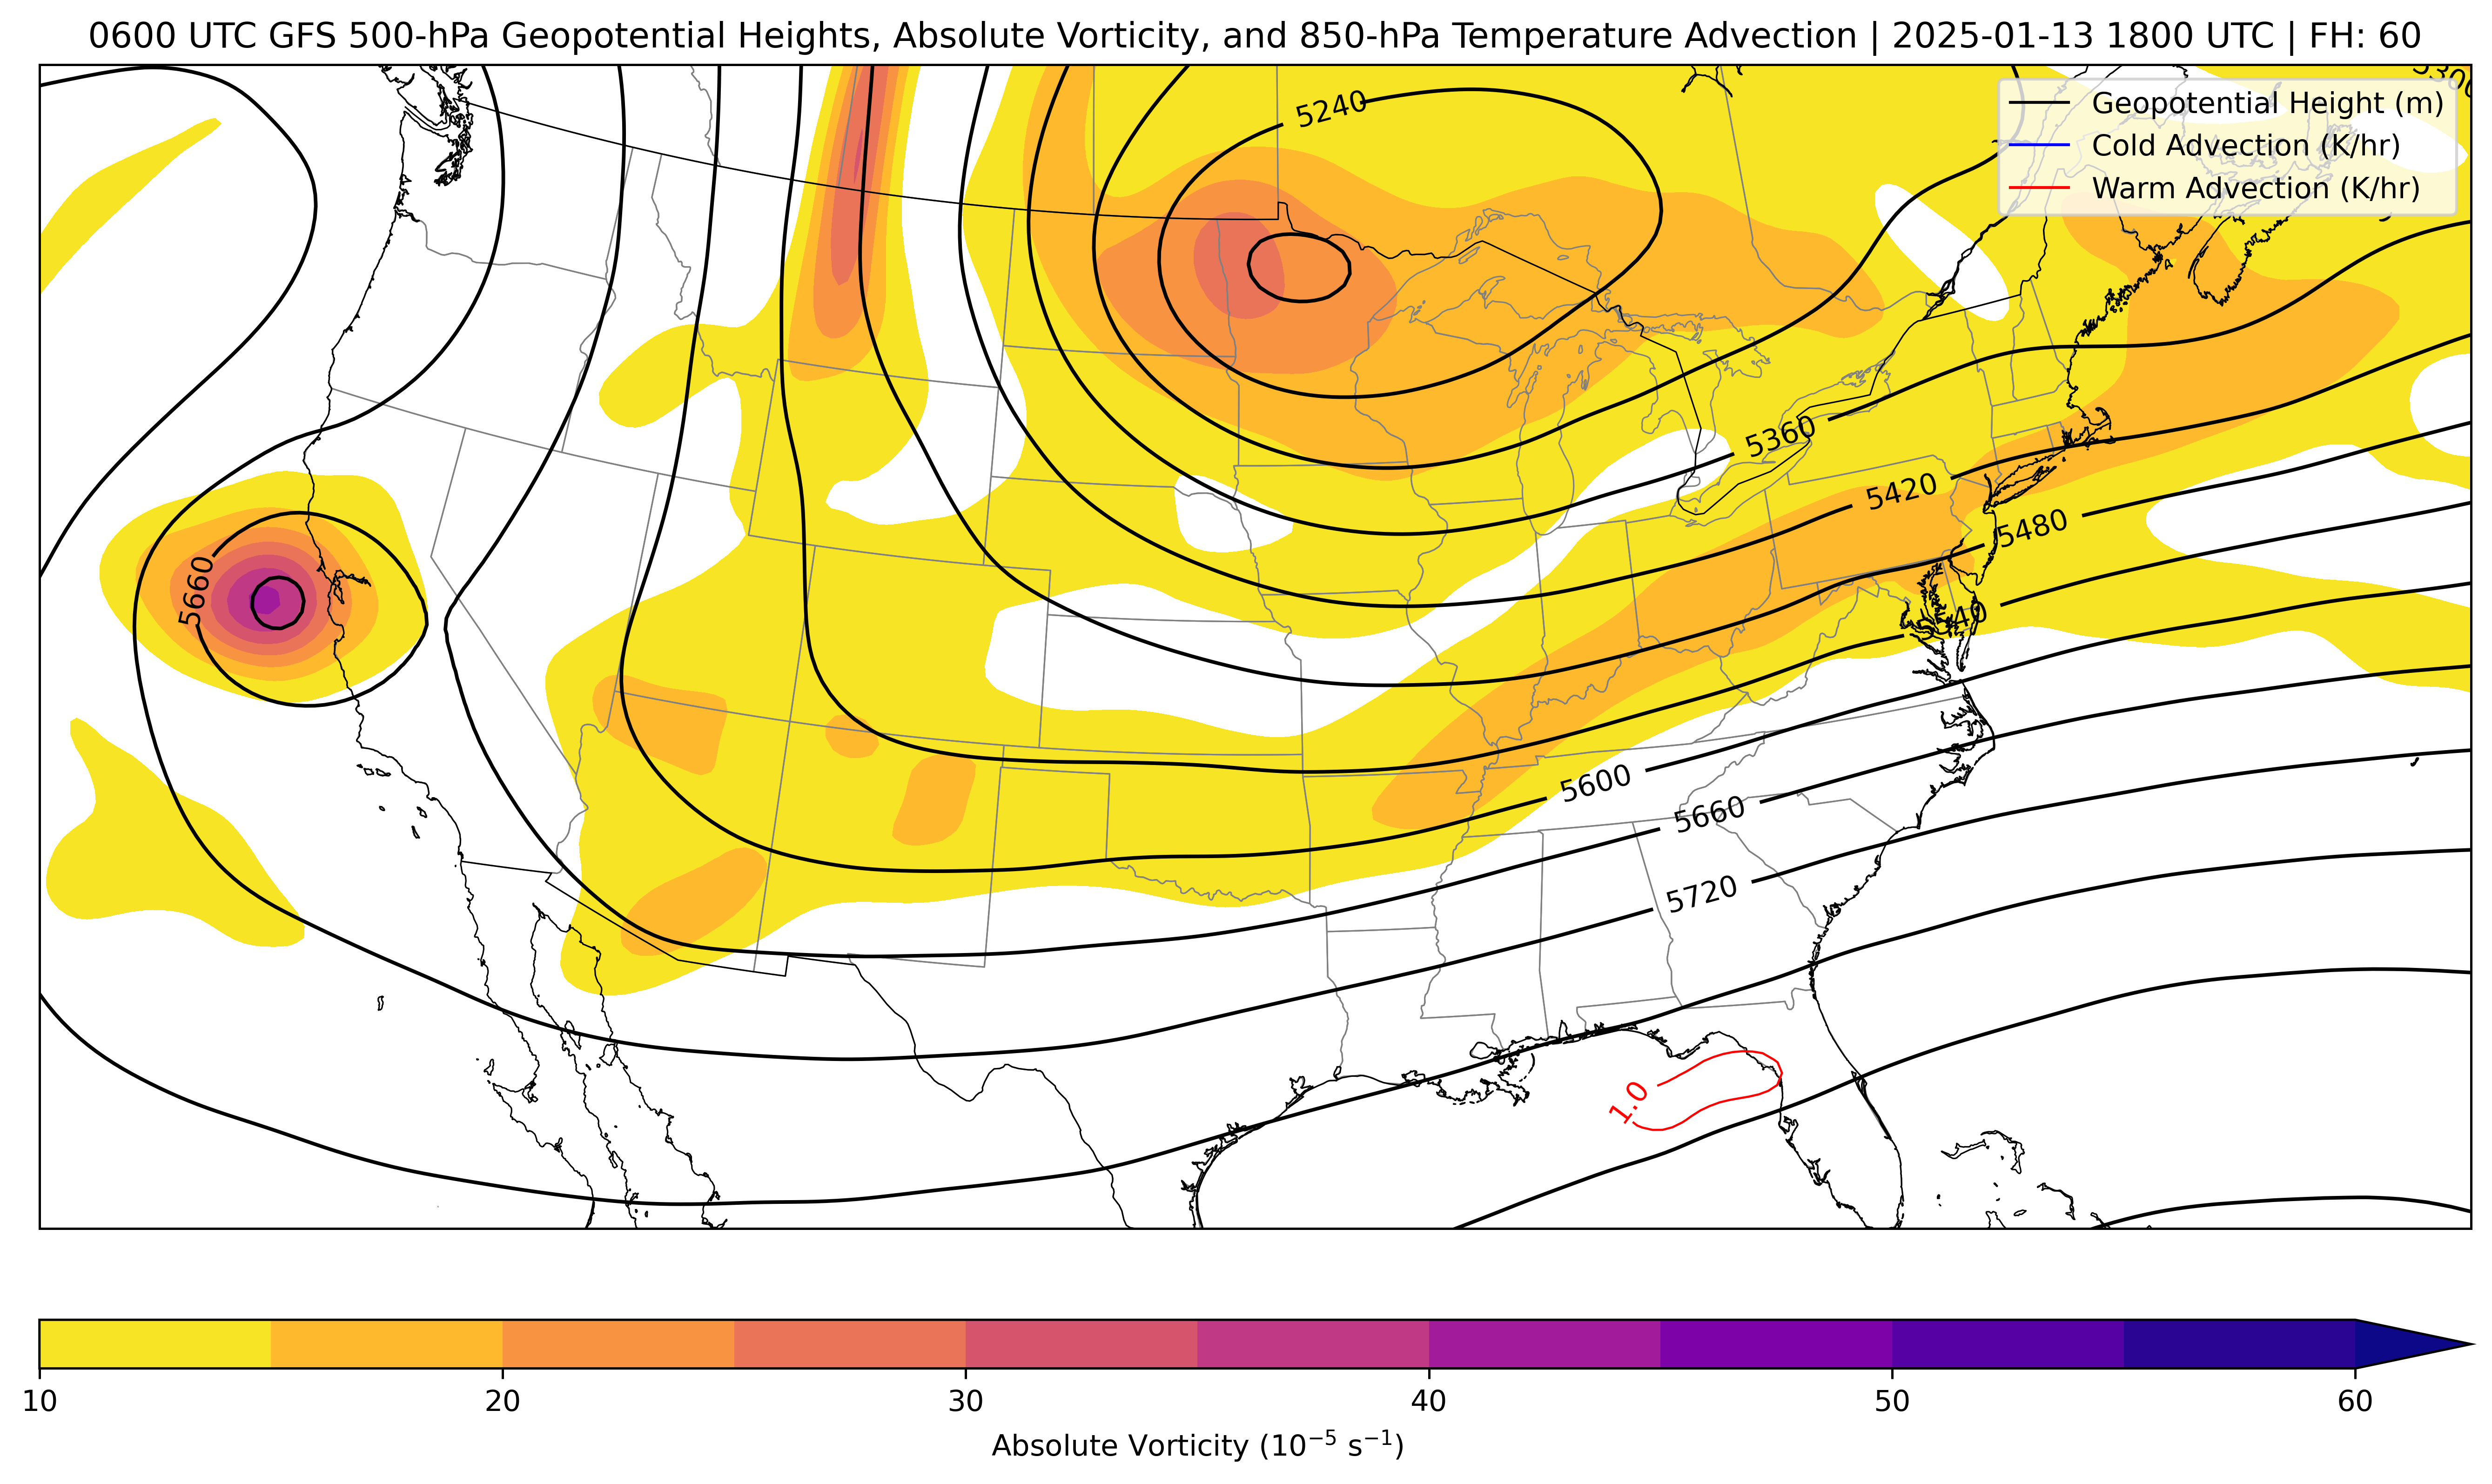 0600 UTC GFS 500-hPa Geopotential Heights, Absolute Vorticity, and 850-hPa Temperature Advection | 2025-01-13 1800 UTC | FH: 60
Geopotential Height (m)
Cold Advection (K/hr)
Warm Advection (K/hr)
5240
5360
5420
5480
5660
5600
5660
5720
1.0
10 20 30 40 50 60
Absolute Vorticity (10⁻⁵ s⁻¹)